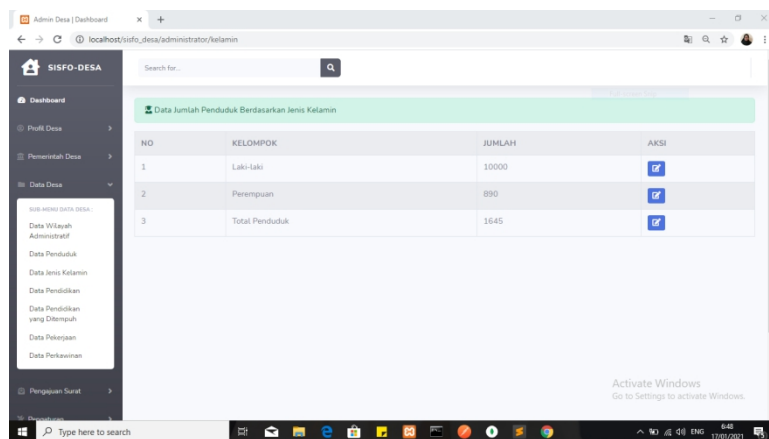 Admin Desa | Dashboard
localhost/sisfo_desa/administrator/kelamin
SISFO-DESA
Search for...
Dashboard
Data Jumlah Penduduk Berdasarkan Jenis Kelamin
Profil Desa
NO KELOMPOK JUMLAH AKSI
Pemerintah Desa
1 Laki-laki 10000
Data Desa
2 Perempuan 890
3 Total Penduduk 1645
SUB-MENU DATA DESA :
Data Wilayah
Administratif
Data Penduduk
Data Jenis Kelamin
Data Pendidikan
Data Pendidikan
yang Ditempuh
Data Pekerjaan
Data Perkawinan
Pengajuan Surat
Pengaturan
Activate Windows
Go to Settings to activate Windows.
Type here to search
ENG
6:48
17/01/2021